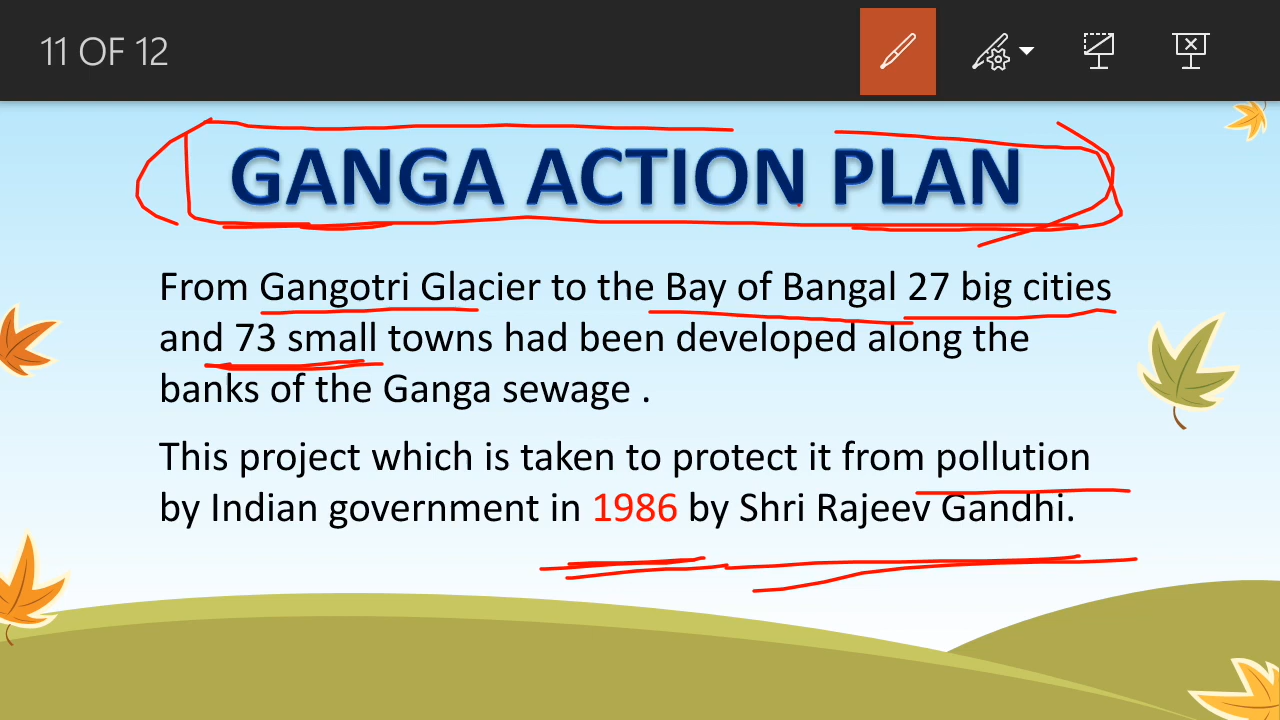 11 OF 12
GANGA ACTION PLAN
From Gangotri Glacier to the Bay of Bangal 27 big cities
and 73 small towns had been developed along the
banks of the Ganga sewage .
This project which is taken to protect it from pollution
by Indian government in 1986 by Shri Rajeev Gandhi.